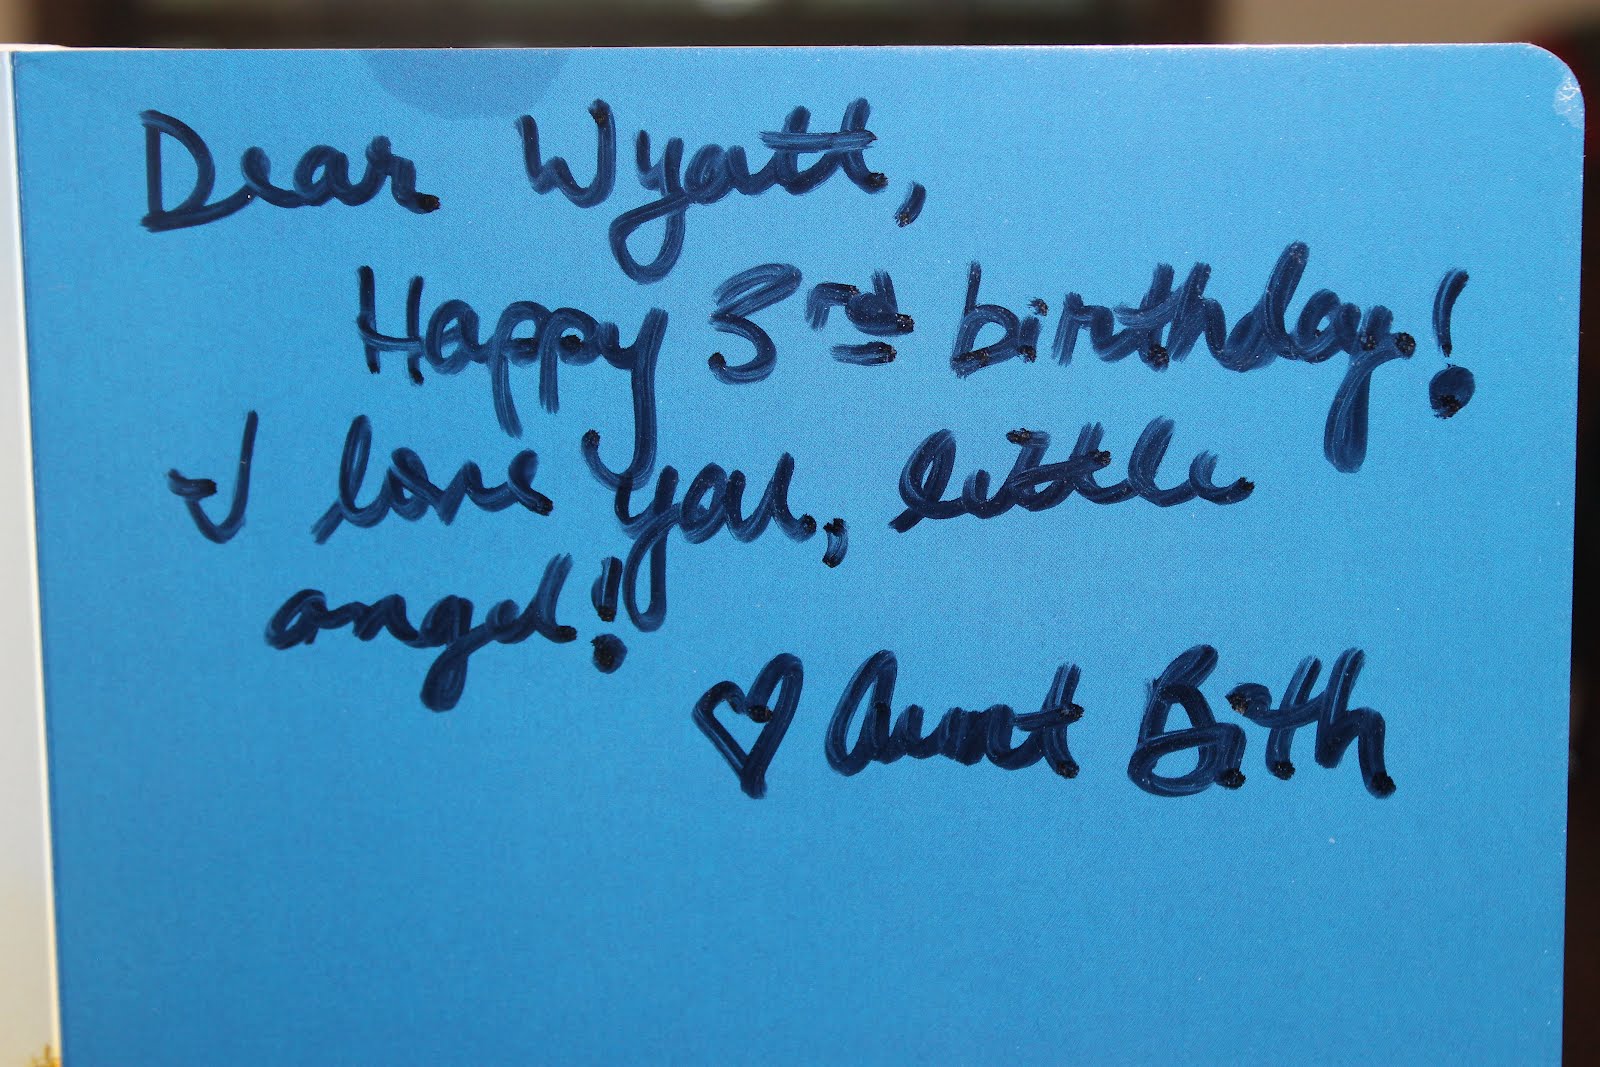 Dear Wyatt,
Happy 3rd birthday!
I love you, little
angel!
♡ Aunt Beth